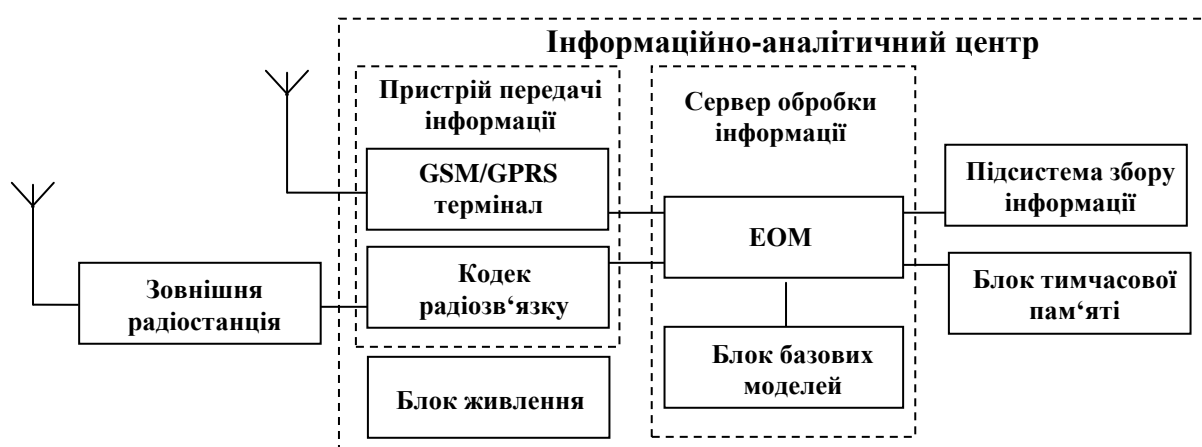 Інформаційно-аналітичний центр
Пристрій передачі
інформації
GSM/GPRS
термінал
Кодек
радіозв‘язку
Блок живлення
Зовнішня
радіостанція
Сервер обробки
інформації
ЕОМ
Блок базових
моделей
Підсистема збору
інформації
Блок тимчасової
пам‘яті